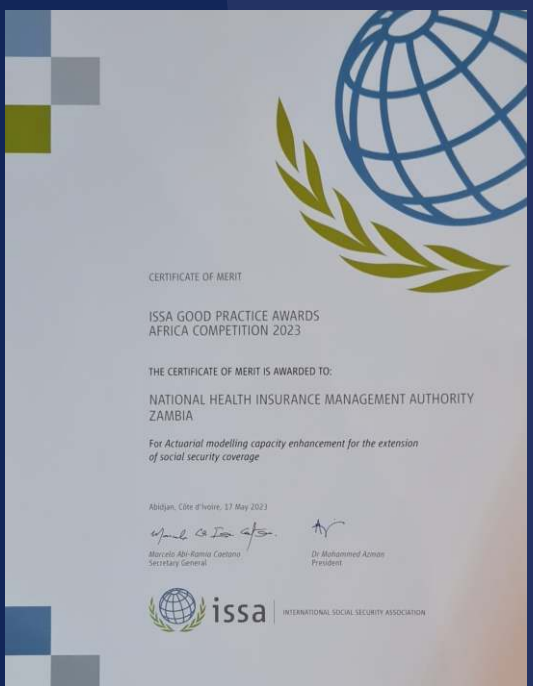 CERTIFICATE OF MERIT
ISSA GOOD PRACTICE AWARDS
AFRICA COMPETITION 2023
THE CERTIFICATE OF MERIT IS AWARDED TO:
NATIONAL HEALTH INSURANCE MANAGEMENT AUTHORITY
ZAMBIA
For Actuarial modelling capacity enhancement for the extension
of social security coverage
Abidjan, Côte d'Ivoire, 17 May 2023
Marcelo Abi-Ramia Caetano
Secretary General
Dr Mohammed Azman
President
issa INTERNATIONAL SOCIAL SECURITY ASSOCIATION